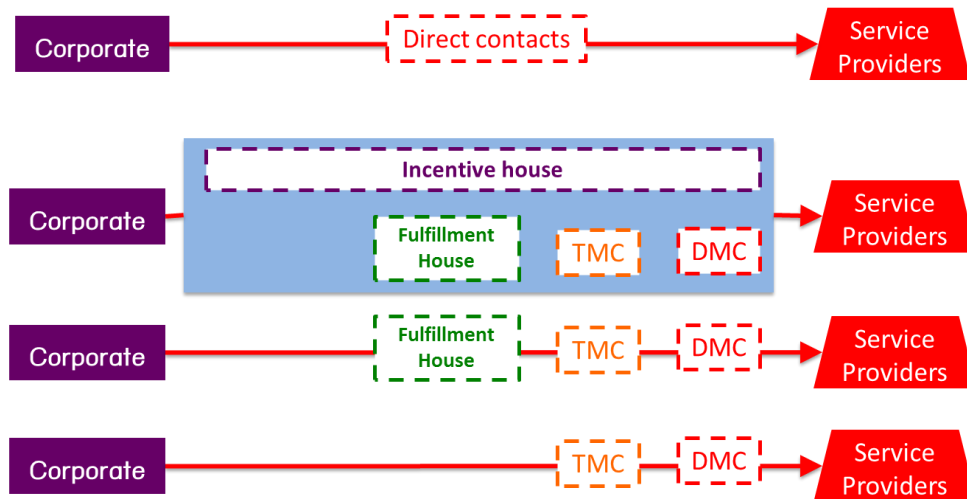 Corporate
Direct contacts
Service
Providers
Incentive house
Corporate
Fulfillment
House
TMC
DMC
Service
Providers
Corporate
Fulfillment
House
TMC
DMC
Service
Providers
Corporate
TMC
DMC
Service
Providers